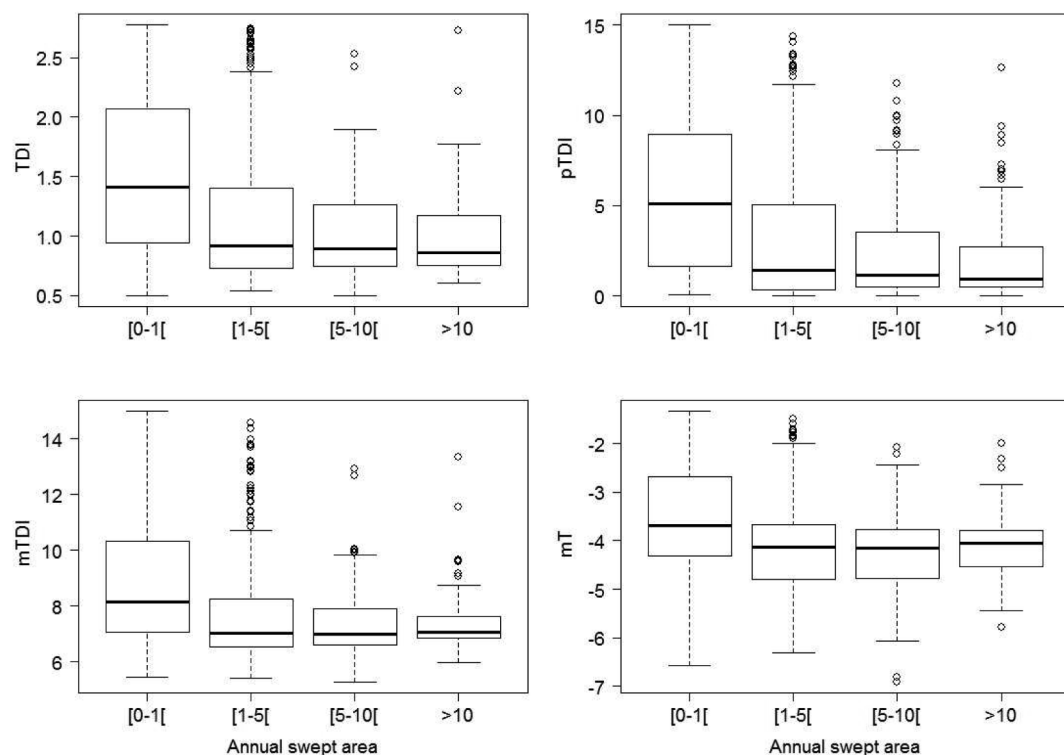 TDI
2.5
2.0
1.5
1.0
0.5
[0-1[ [1-5[ [5-10[ >10
pTDI
15
10
5
0
[0-1[ [1-5[ [5-10[ >10
mTDI
14
12
10
8
6
[0-1[ [1-5[ [5-10[ >10
Annual swept area
mT
-2
-3
-4
-5
-6
-7
[0-1[ [1-5[ [5-10[ >10
Annual swept area